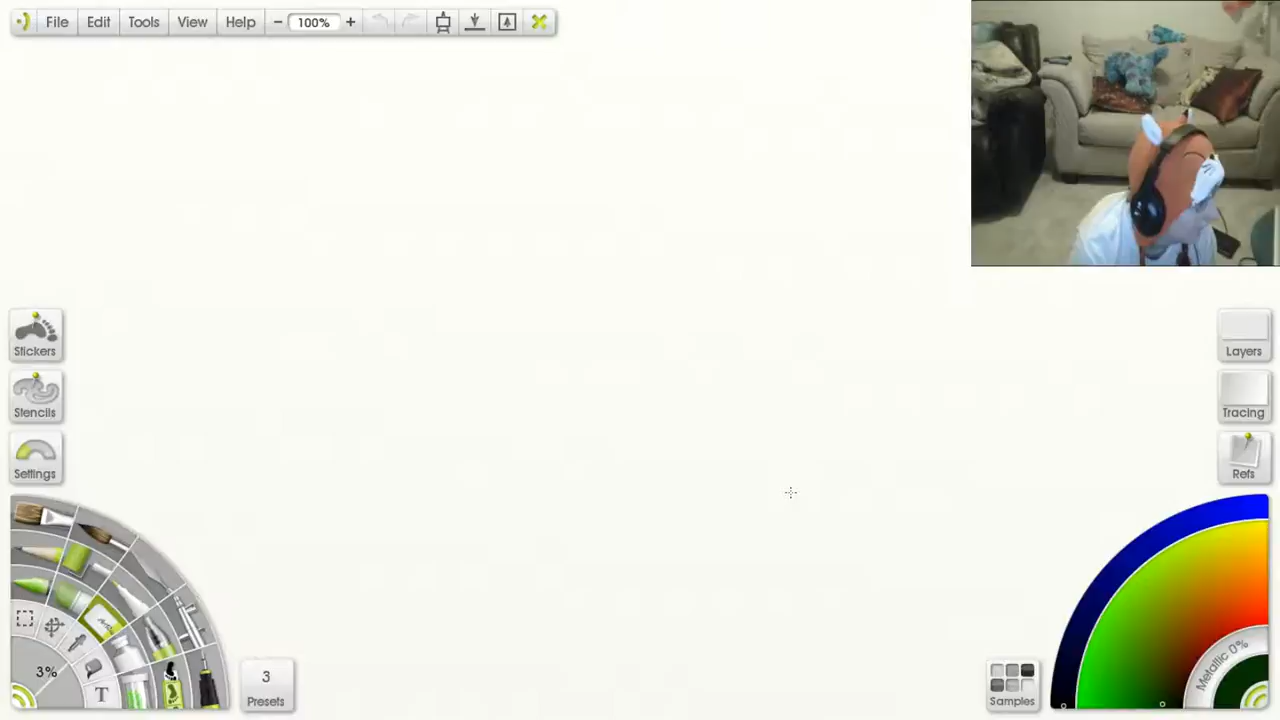 File Edit Tools View Help − 100% +
Stickers
Layers
Stencils
Tracing
Settings
Refs
3%
T
3
Presets
Samples
Metallic 0%